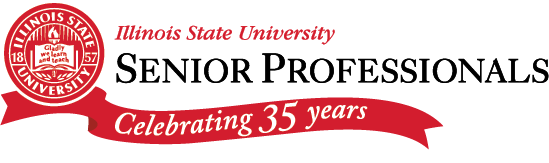 ILLINOIS STATE UNIVERSITY
18 57
Gladly
we learn
and teach
Illinois State University
SENIOR PROFESSIONALS
Celebrating 35 years